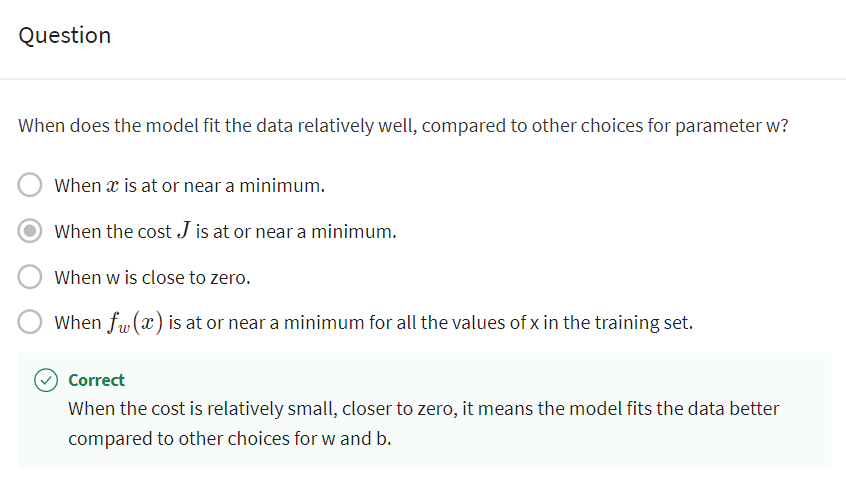 Question
When does the model fit the data relatively well, compared to other choices for parameter w?
When x is at or near a minimum.
When the cost J is at or near a minimum.
When w is close to zero.
When f_w(x) is at or near a minimum for all the values of x in the training set.
Correct
When the cost is relatively small, closer to zero, it means the model fits the data better
compared to other choices for w and b.